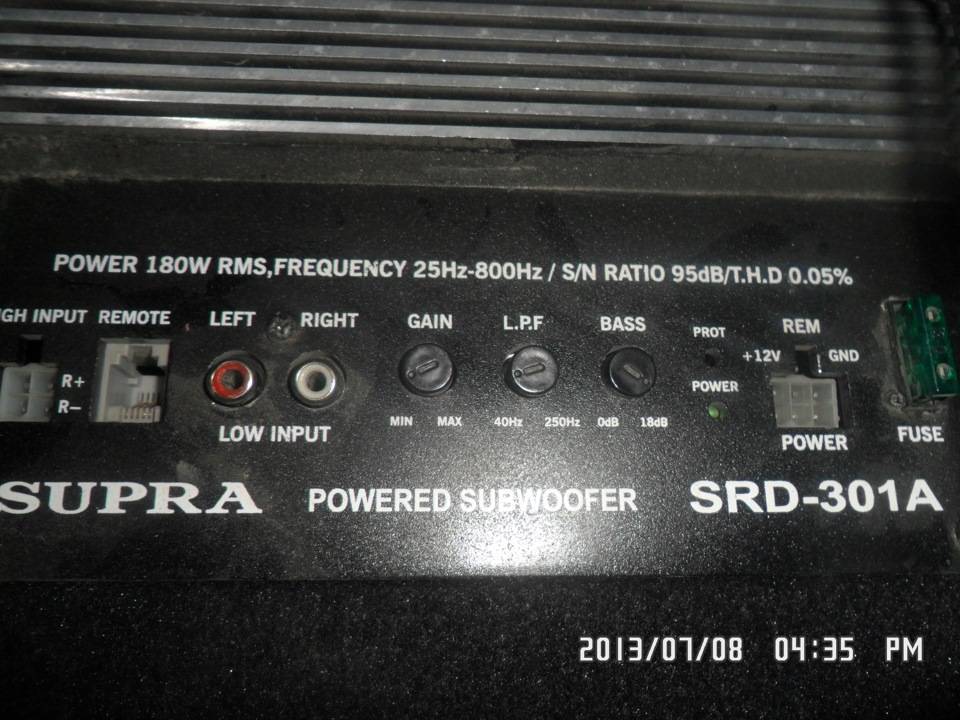 POWER 180W RMS,FREQUENCY 25Hz-800Hz / S/N RATIO 95dB/T.H.D 0.05%
IGH INPUT REMOTE LEFT RIGHT GAIN L.P.F BASS PROT REM
+12V GND
R+
R-
POWER
MIN MAX 40Hz 250Hz 0dB 18dB
LOW INPUT POWER FUSE
SUPRA POWERED SUBWOOFER SRD-301A
2013/07/08 04:35 PM